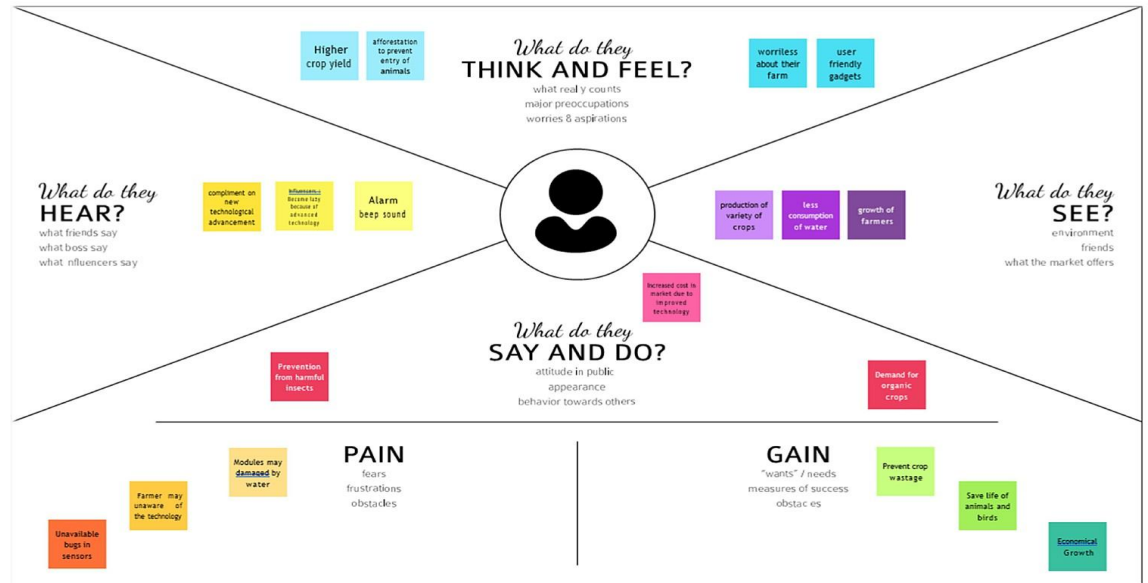 What do they
THINK AND FEEL?
what real y counts
major preoccupations
worries & aspirations
Higher
crop yield
afforestation
to prevent
entry of
animals
worriless
about their
farm
user
friendly
gadgets
What do they
HEAR?
what friends say
what boss say
what nfluencers say
compliment on
new
technological
advancement
Influencers -
Became lazy
because of
advanced
technology
Alarm
beep sound
production of
variety of
crops
less
consumption
of water
growth of
farmers
What do they
SEE?
environment
friends
what the market offers
Increased cost in
market due to
improved
technology
What do they
SAY AND DO?
attitude in public
appearance
behavior towards others
Prevention
from harmful
insects
Demand for
organic
crops
PAIN
fears
frustrations
obstacles
Modules may
damaged by
water
Farmer may
unaware of
the technology
Unavailable
bugs in
sensors
GAIN
"wants" / needs
measures of success
obstac es
Prevent crop
wastage
Save life of
animals and
birds
Economical
Growth